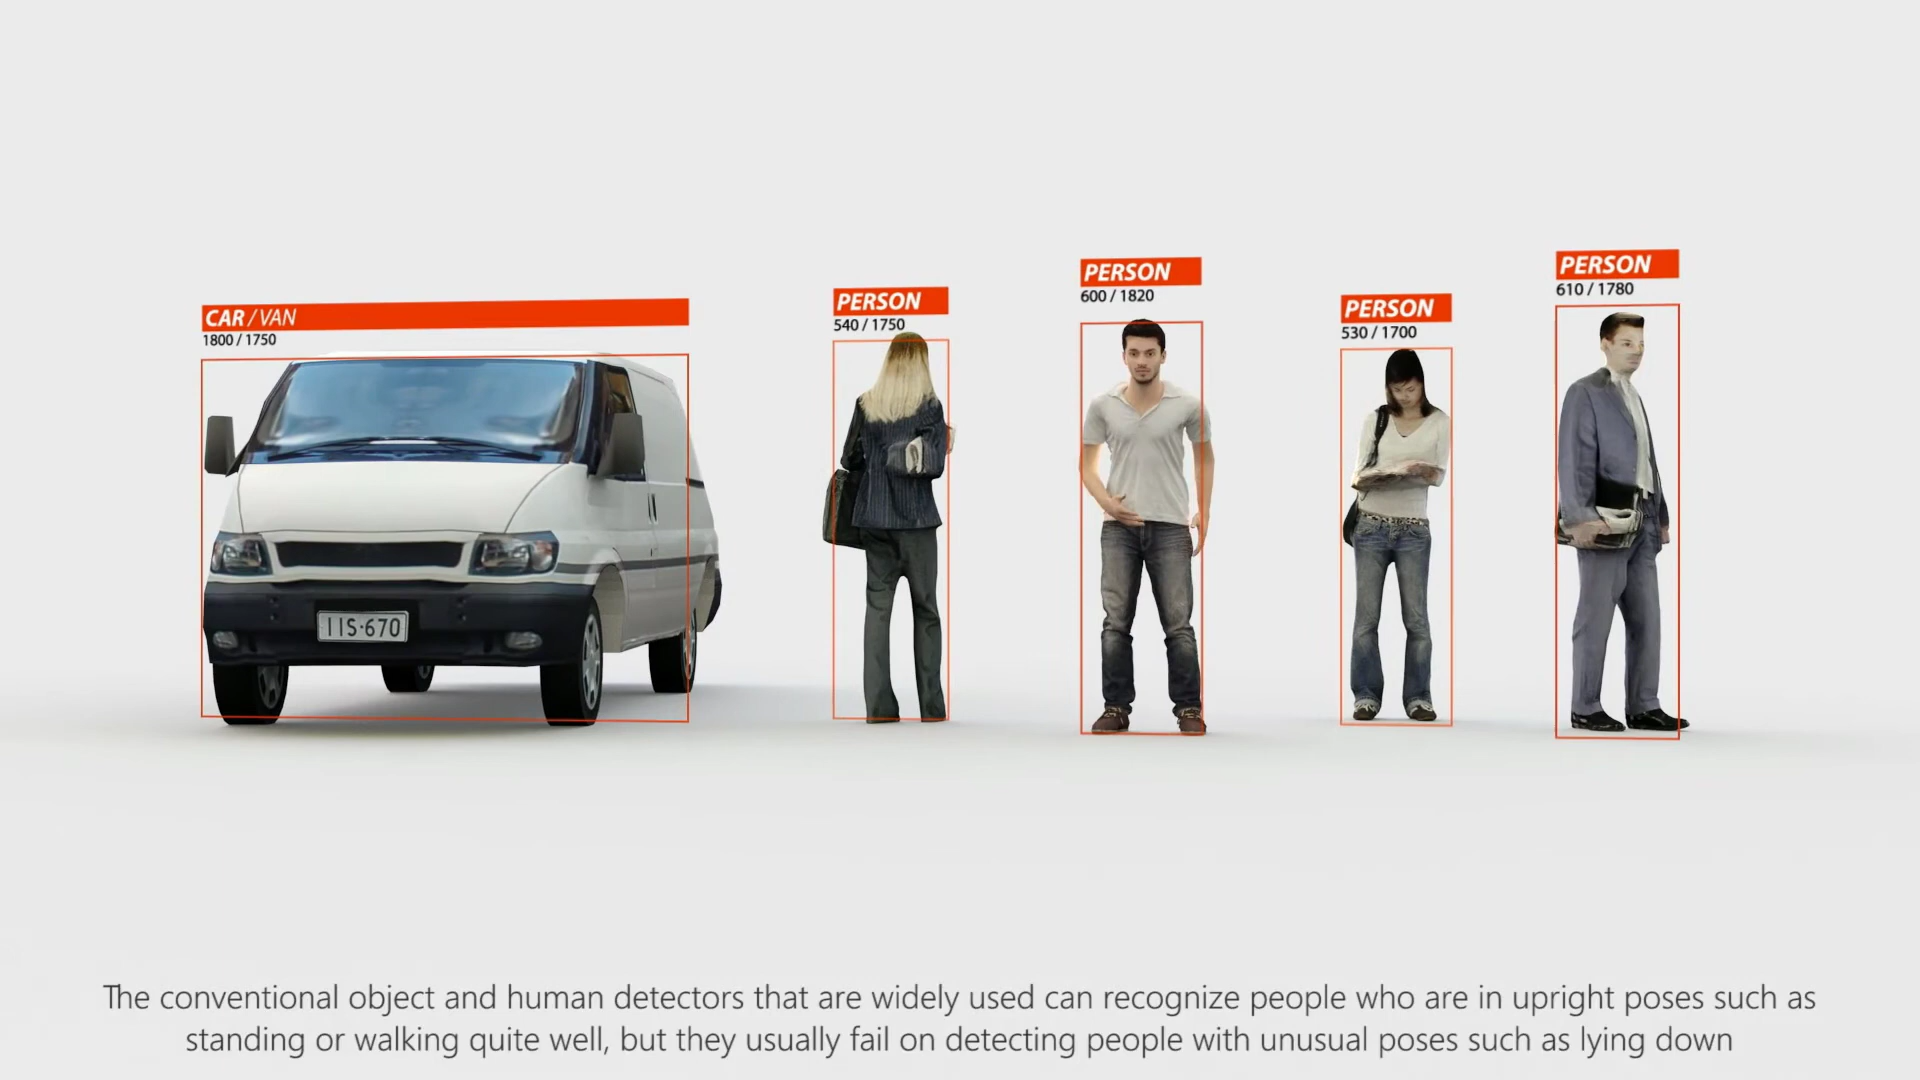 CAR / VAN
1800 / 1750
PERSON
540 / 1750
PERSON
600 / 1820
PERSON
530 / 1700
PERSON
610 / 1780
IIS·670
The conventional object and human detectors that are widely used can recognize people who are in upright poses such as
standing or walking quite well, but they usually fail on detecting people with unusual poses such as lying down